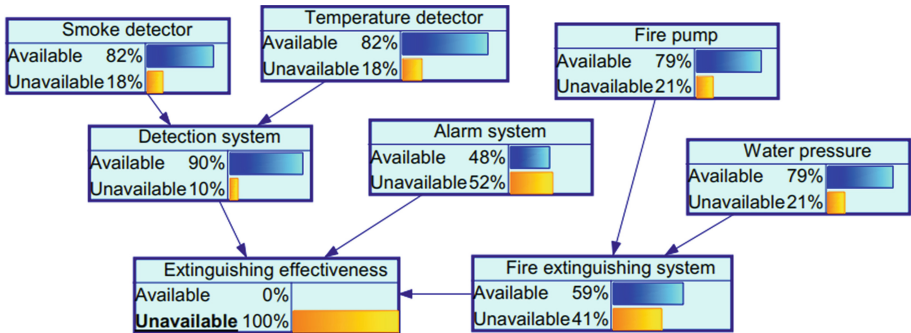 Smoke detector
Available 82%
Unavailable 18%
Temperature detector
Available 82%
Unavailable 18%
Fire pump
Available 79%
Unavailable 21%
Detection system
Available 90%
Unavailable 10%
Alarm system
Available 48%
Unavailable 52%
Water pressure
Available 79%
Unavailable 21%
Extinguishing effectiveness
Available 0%
Unavailable 100%
Fire extinguishing system
Available 59%
Unavailable 41%